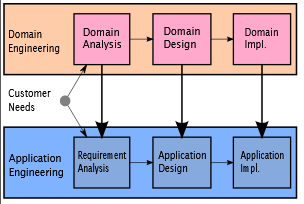 Domain
Engineering
Domain
Analysis
Domain
Design
Domain
Impl.
Customer
Needs
Application
Engineering
Requirement
Analysis
Application
Design
Application
Impl.